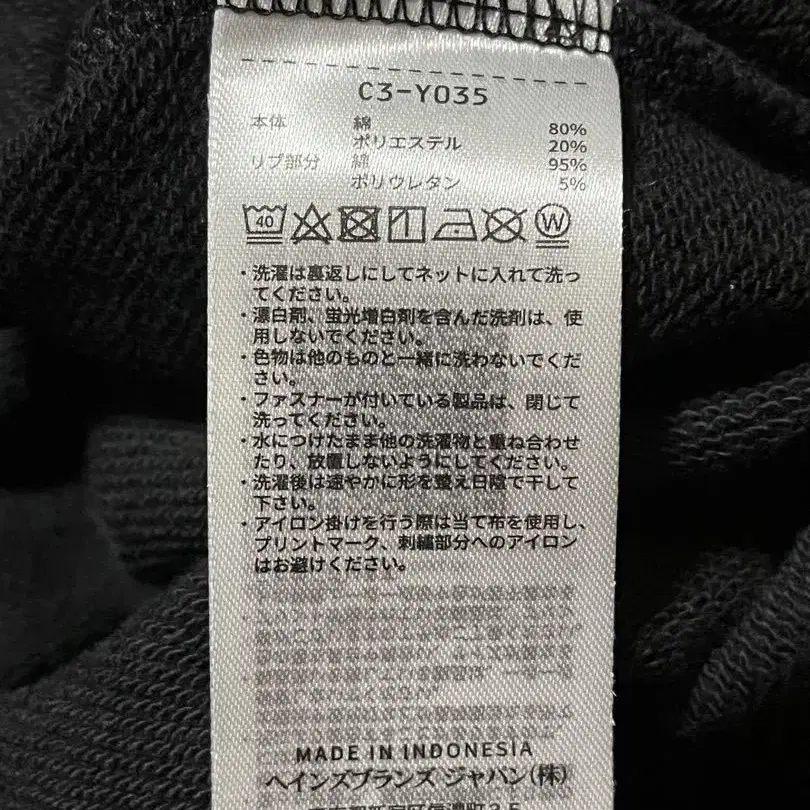 C3-Y035
本体 綿 80%
ポリエステル 20%
リブ部分 綿 95%
ポリウレタン 5%
40 W
・洗濯は裏返しにしてネットに入れて洗っ
てください。
・漂白剤、蛍光増白剤を含んだ洗剤は、使
用しないでください。
・色物は他のものと一緒に洗わないでくだ
さい。
・ファスナーが付いている製品は、閉じて
洗ってください。
・水につけたまま他の洗濯物と重ね合わせ
たり、放置しないようにしてください。
・洗濯後は速やかに形を整え日陰で干して
下さい。
・アイロン掛けを行う際は当て布を使用し、
プリントマーク、刺繍部分へのアイロン
はお避けください。
MADE IN INDONESIA
ヘインズブランズ ジャパン(株)